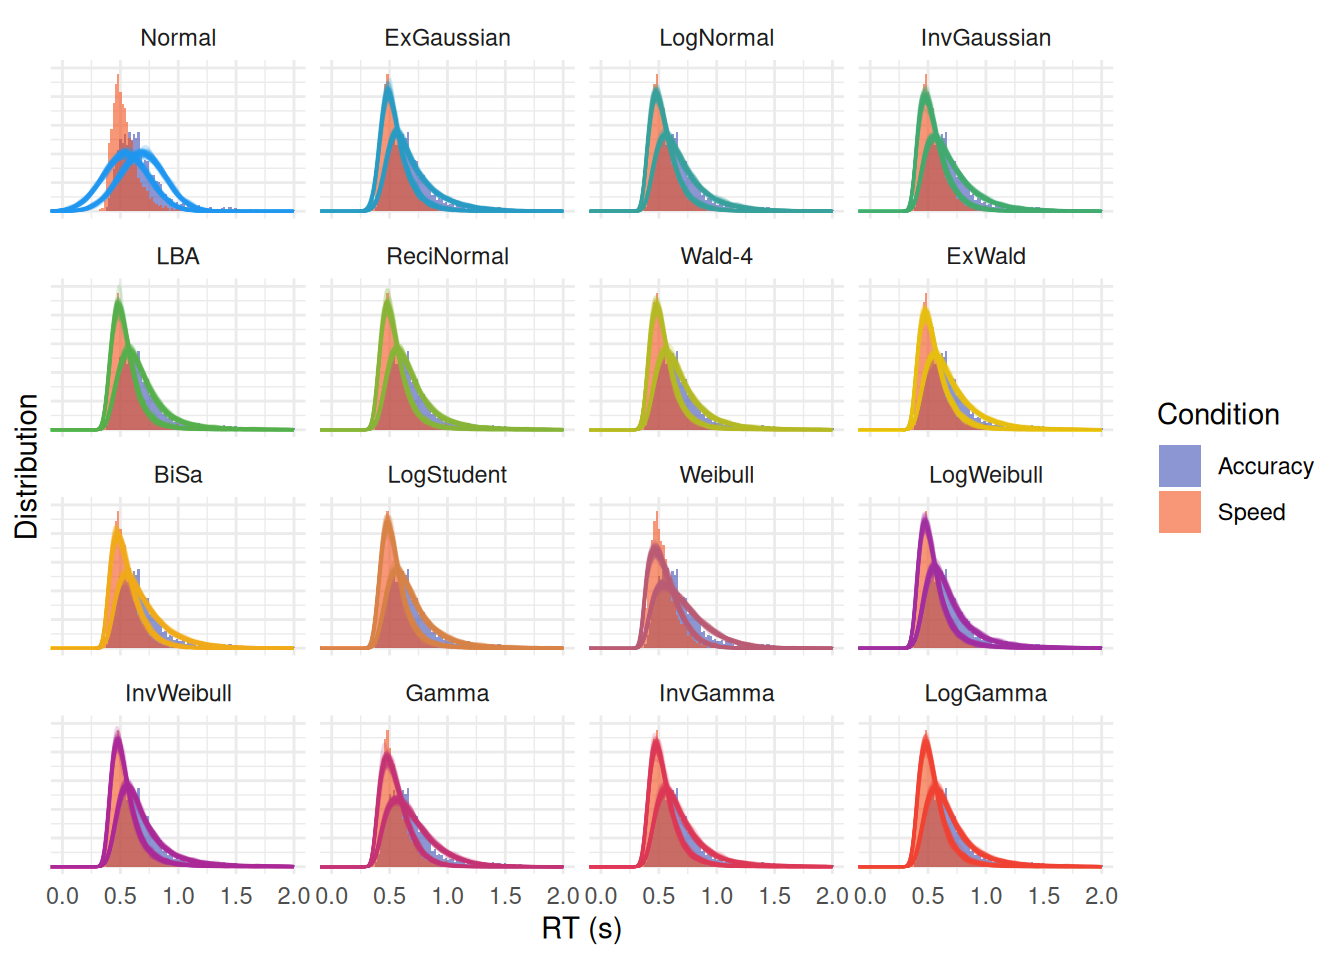 Normal ExGaussian LogNormal InvGaussian
LBA ReciNormal Wald-4 ExWald
BiSa LogStudent Weibull LogWeibull
InvWeibull Gamma InvGamma LogGamma
0.0 0.5 1.0 1.5 2.0 0.0 0.5 1.0 1.5 2.0 0.0 0.5 1.0 1.5 2.0 0.0 0.5 1.0 1.5 2.0
RT (s)
Distribution
Condition
Accuracy
Speed